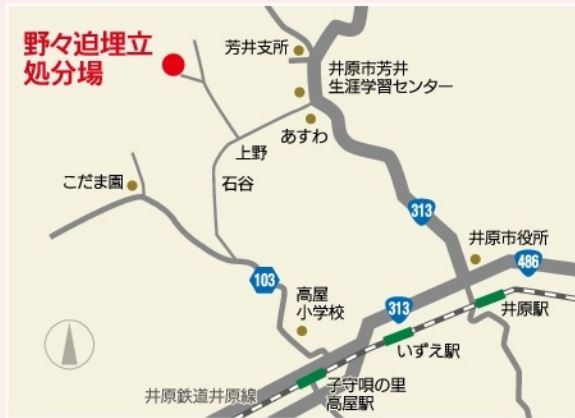 野々迫埋立
処分場
芳井支所
井原市芳井
生涯学習センター
あすわ
上野
石谷
こだま園
313
井原市役所
486
103
高屋
小学校
313
井原駅
いずえ駅
井原鉄道井原線
子守唄の里
高屋駅